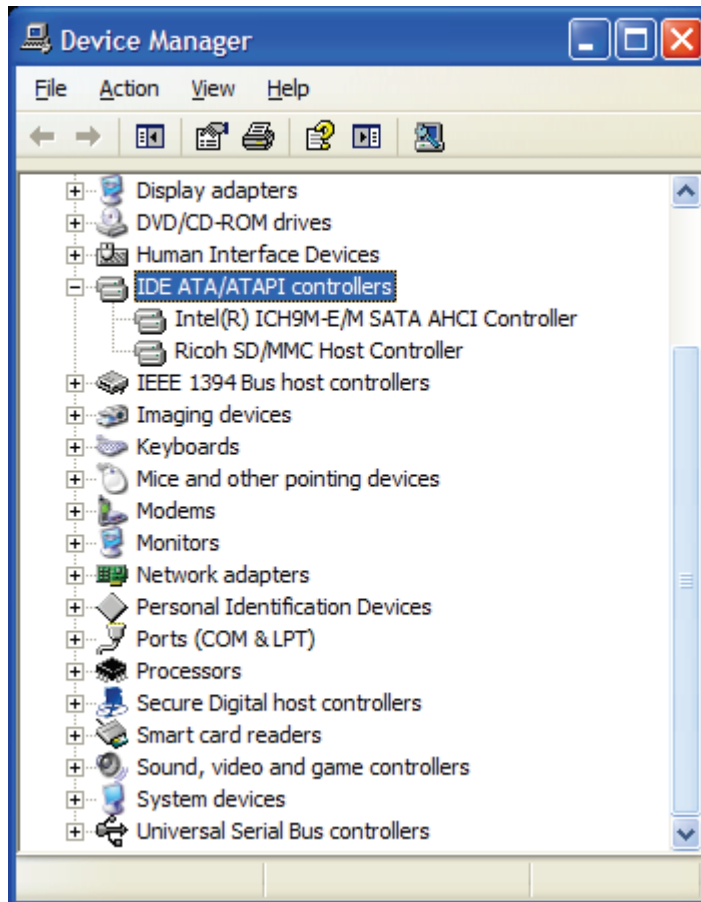 Device Manager
File Action View Help
Display adapters
DVD/CD-ROM drives
Human Interface Devices
IDE ATA/ATAPI controllers
Intel(R) ICH9M-E/M SATA AHCI Controller
Ricoh SD/MMC Host Controller
IEEE 1394 Bus host controllers
Imaging devices
Keyboards
Mice and other pointing devices
Modems
Monitors
Network adapters
Personal Identification Devices
Ports (COM & LPT)
Processors
Secure Digital host controllers
Smart card readers
Sound, video and game controllers
System devices
Universal Serial Bus controllers